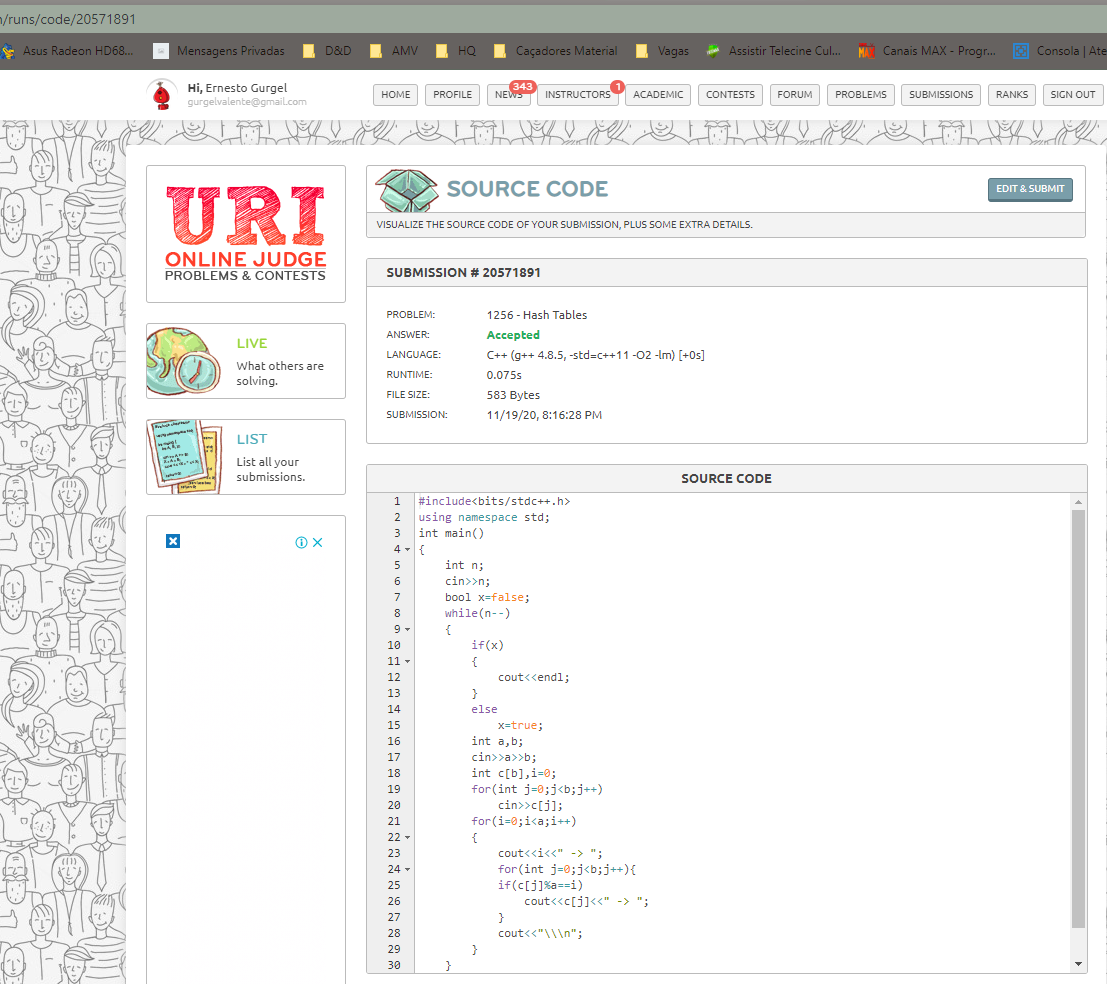 n/runs/code/20571891
Asus Radeon HD68... Mensagens Privadas D&D AMV HQ Caçadores Material Vagas Assistir Telecine Cul... Canais MAX - Progr... Consola | Ate
Hi, Ernesto Gurgel
gurgelvalente@gmail.com
HOME PROFILE NEWS 343 INSTRUCTORS 1 ACADEMIC CONTESTS FORUM PROBLEMS SUBMISSIONS RANKS SIGN OUT
URI
ONLINE JUDGE
PROBLEMS & CONTESTS
LIVE
What others are
solving.
LIST
List all your
submissions.
SOURCE CODE
EDIT & SUBMIT
VISUALIZE THE SOURCE CODE OF YOUR SUBMISSION, PLUS SOME EXTRA DETAILS.
SUBMISSION # 20571891
PROBLEM: 1256 - Hash Tables
ANSWER: Accepted
LANGUAGE: C++ (g++ 4.8.5, -std=c++11 -O2 -lm) [+0s]
RUNTIME: 0.075s
FILE SIZE: 583 Bytes
SUBMISSION: 11/19/20, 8:16:28 PM
SOURCE CODE
1 #include<bits/stdc++.h>
2 using namespace std;
3 int main()
4 {
5 int n;
6 cin>>n;
7 bool x=false;
8 while(n--)
9 {
10 if(x)
11 {
12 cout<<endl;
13 }
14 else
15 x=true;
16 int a,b;
17 cin>>a>>b;
18 int c[b],i=0;
19 for(int j=0;j<b;j++)
20 cin>>c[j];
21 for(i=0;i<a;i++)
22 {
23 cout<<i<<" -> ";
24 for(int j=0;j<b;j++){
25 if(c[j]%a==i)
26 cout<<c[j]<<" -> ";
27 }
28 cout<<"\\\n";
29 }
30 }